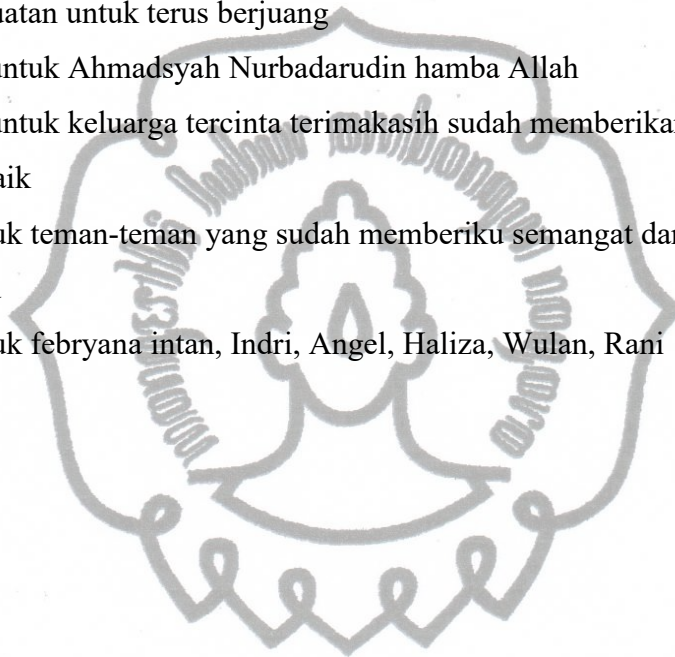 uatan untuk terus berjuang
untuk Ahmadsyah Nurbadarudin hamba Allah
untuk keluarga tercinta terimakasih sudah memberikan
aik
uk teman-teman yang sudah memberiku semangat dan
uk febryana intan, Indri, Angel, Haliza, Wulan, Rani